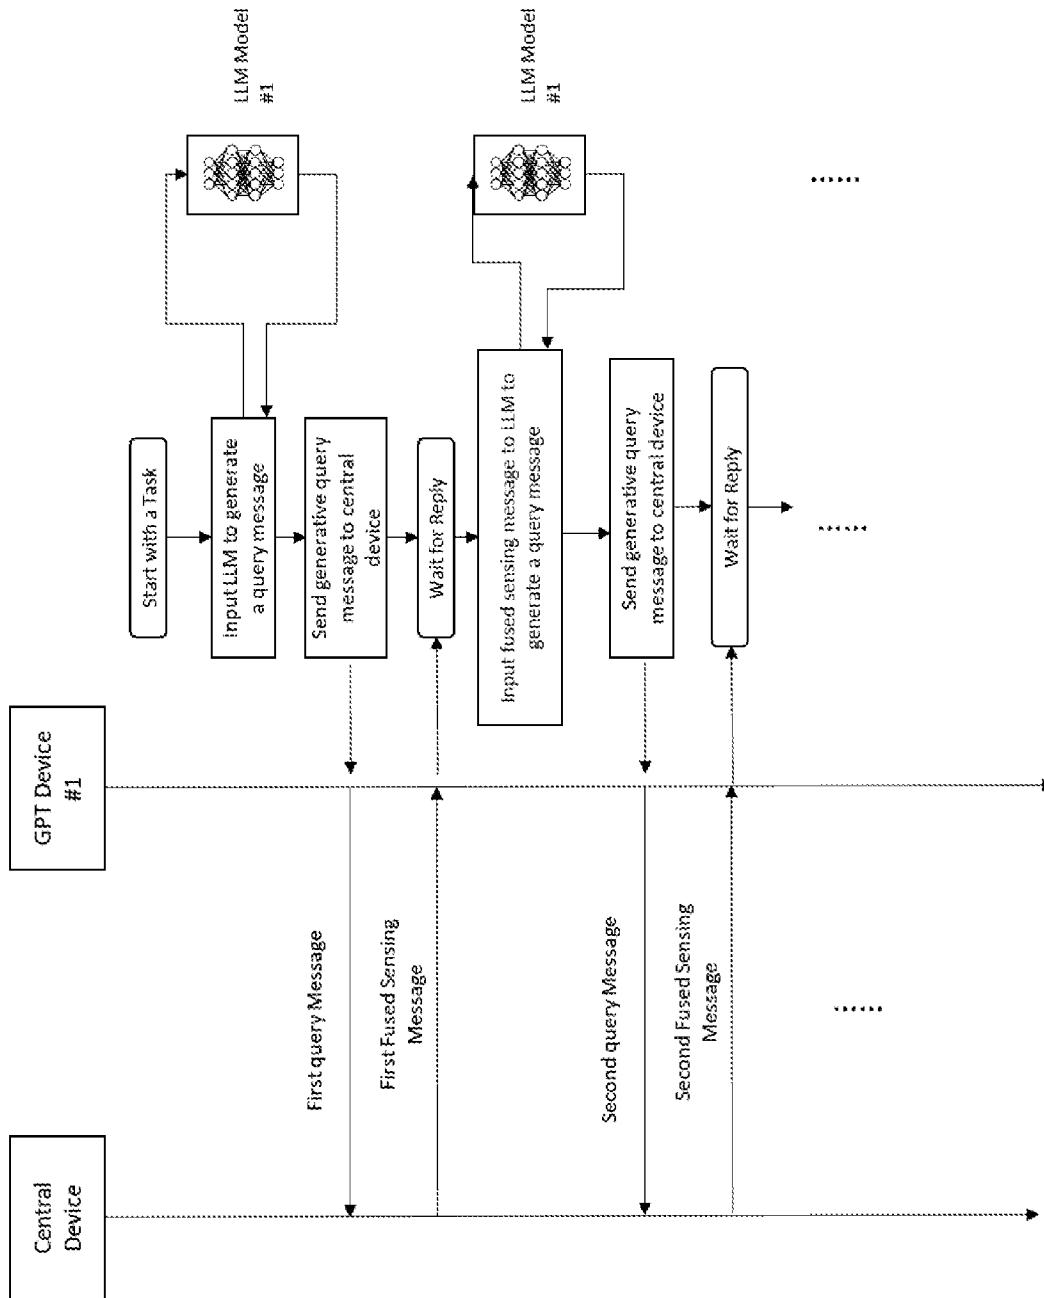 Central
Device
GPT Device
#1
First query Message
First Fused Sensing
Message
Second query Message
Second Fused Sensing
Message
......
Start with a Task
Input LLM to generate
a query message
Send generative query
message to central
device
Wait for Reply
Input fused sensing message to LLM to
generate a query message
Send generative query
message to central device
Wait for Reply
......
LLM Model
#1
LLM Model
#1
......